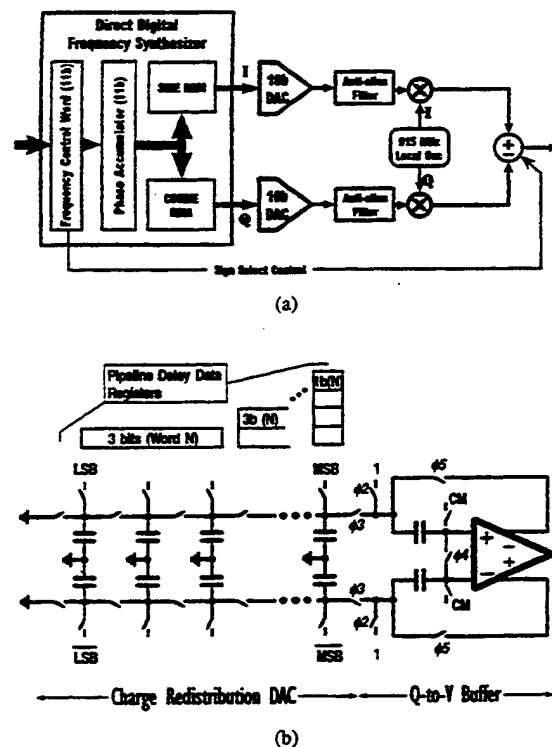 Direct Digital
Frequency Synthesizer
Frequency Control Word (11b)
Phase Accumulator (11b)
SINE ROM
COSINE ROM
I
Q
10b
DAC
10b
DAC
Anti-alias
Filter
Anti-alias
Filter
I
915 MHz
Local Osc
Q
+
−
Sign Select Control
(a)
Pipeline Delay Data
Registers
3 bits (Word N)
3b (N)
1b(N)
LSB
MSB
1
ϕ2
ϕ3
ϕ5
CM
ϕ4
+
−
−
+
CM
ϕ3
ϕ2
ϕ5
LSB
MSB
1
Charge Redistribution DAC
Q-to-V Buffer
(b)